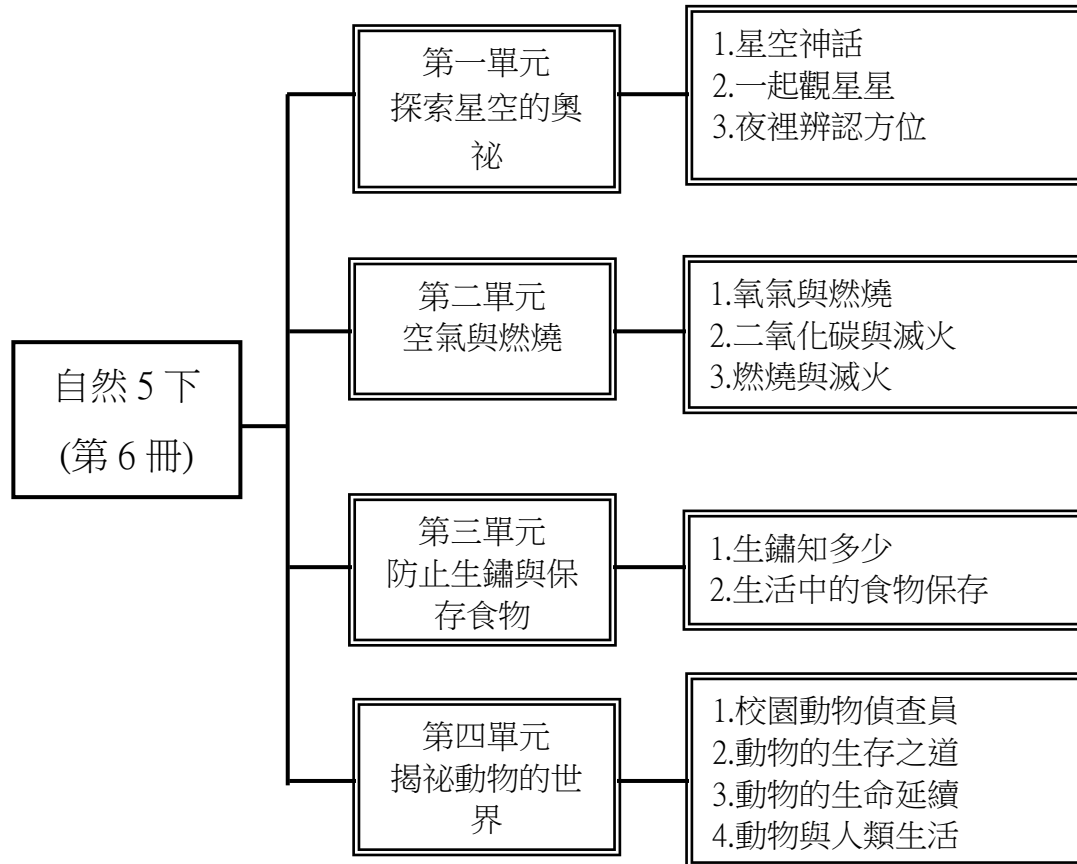 自然 5 下
(第 6 冊)
第一單元
探索星空的奧
祕
1.星空神話
2.一起觀星星
3.夜裡辨認方位
第二單元
空氣與燃燒
1.氧氣與燃燒
2.二氧化碳與滅火
3.燃燒與滅火
第三單元
防止生鏽與保
存食物
1.生鏽知多少
2.生活中的食物保存
第四單元
揭祕動物的世
界
1.校園動物偵查員
2.動物的生存之道
3.動物的生命延續
4.動物與人類生活